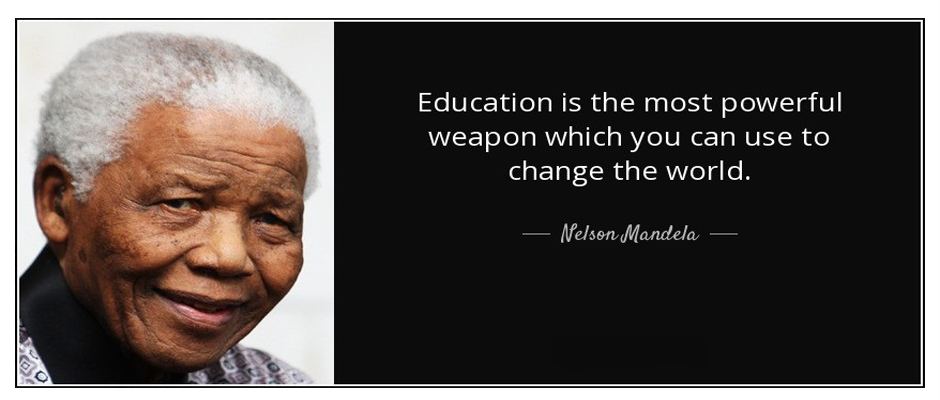 Education is the most powerful
weapon which you can use to
change the world.
Nelson Mandela